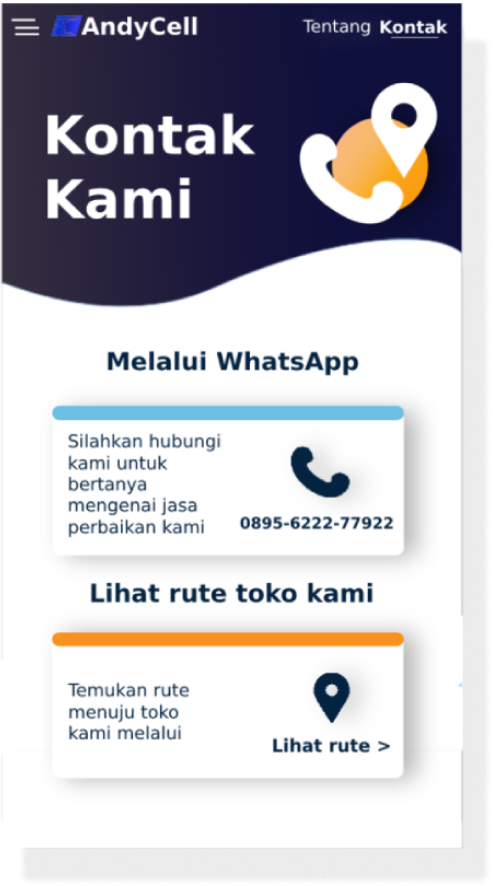 AndyCell
Tentang Kontak
Kontak
Kami
Melalui WhatsApp
Silahkan hubungi
kami untuk
bertanya
mengenai jasa
perbaikan kami
0895-6222-77922
Lihat rute toko kami
Temukan rute
menuju toko
kami melalui
Lihat rute >